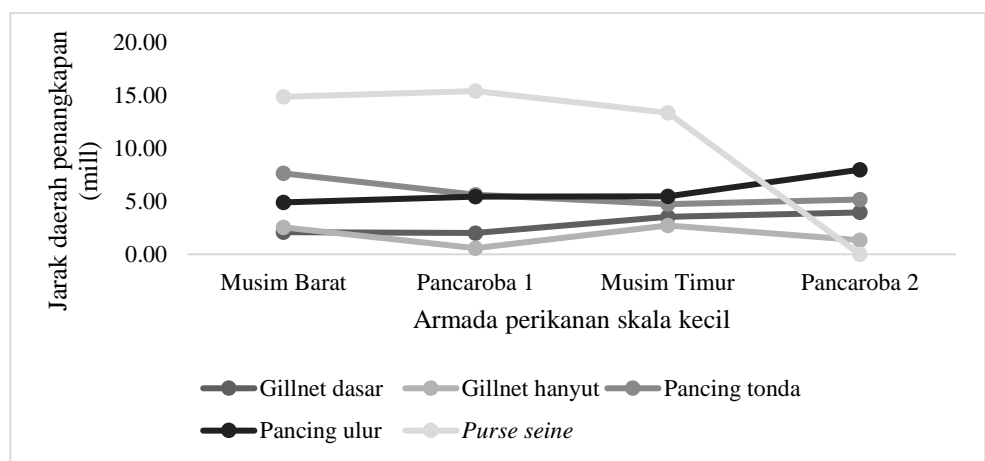 Jarak daerah penangkapan
(mill)
20.00
15.00
10.00
5.00
0.00
Musim Barat
Pancaroba 1
Musim Timur
Pancaroba 2
Armada perikanan skala kecil
Gillnet dasar
Gillnet hanyut
Pancing tonda
Pancing ulur
Purse seine